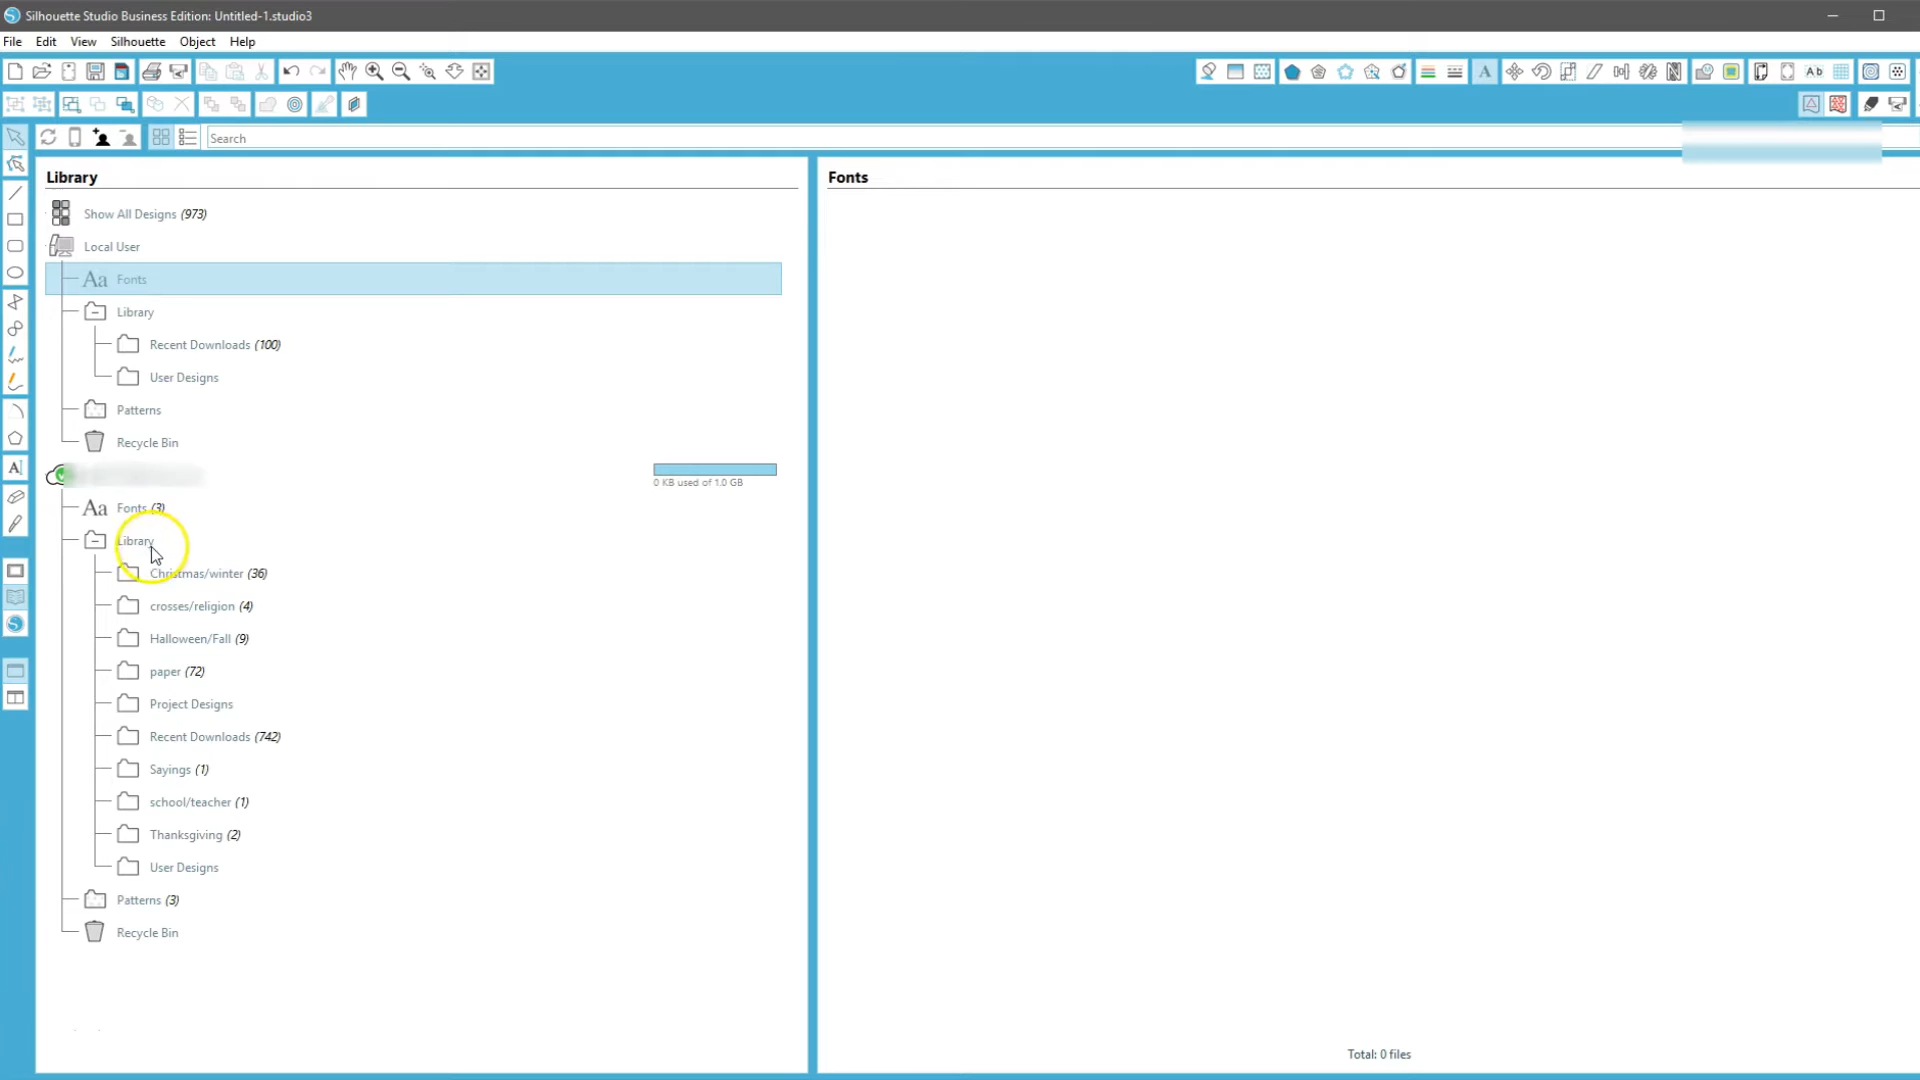 Silhouette Studio Business Edition: Untitled-1.studio3
File Edit View Silhouette Object Help
Search
Library
Show All Designs (973)
Local User
Aa Fonts
Library
Recent Downloads (100)
User Designs
Patterns
Recycle Bin
0 KB used of 1.0 GB
Aa Fonts (3)
Library
Christmas/winter (36)
crosses/religion (4)
Halloween/Fall (9)
paper (72)
Project Designs
Recent Downloads (742)
Sayings (1)
school/teacher (1)
Thanksgiving (2)
User Designs
Patterns (3)
Recycle Bin
Fonts
Total: 0 files